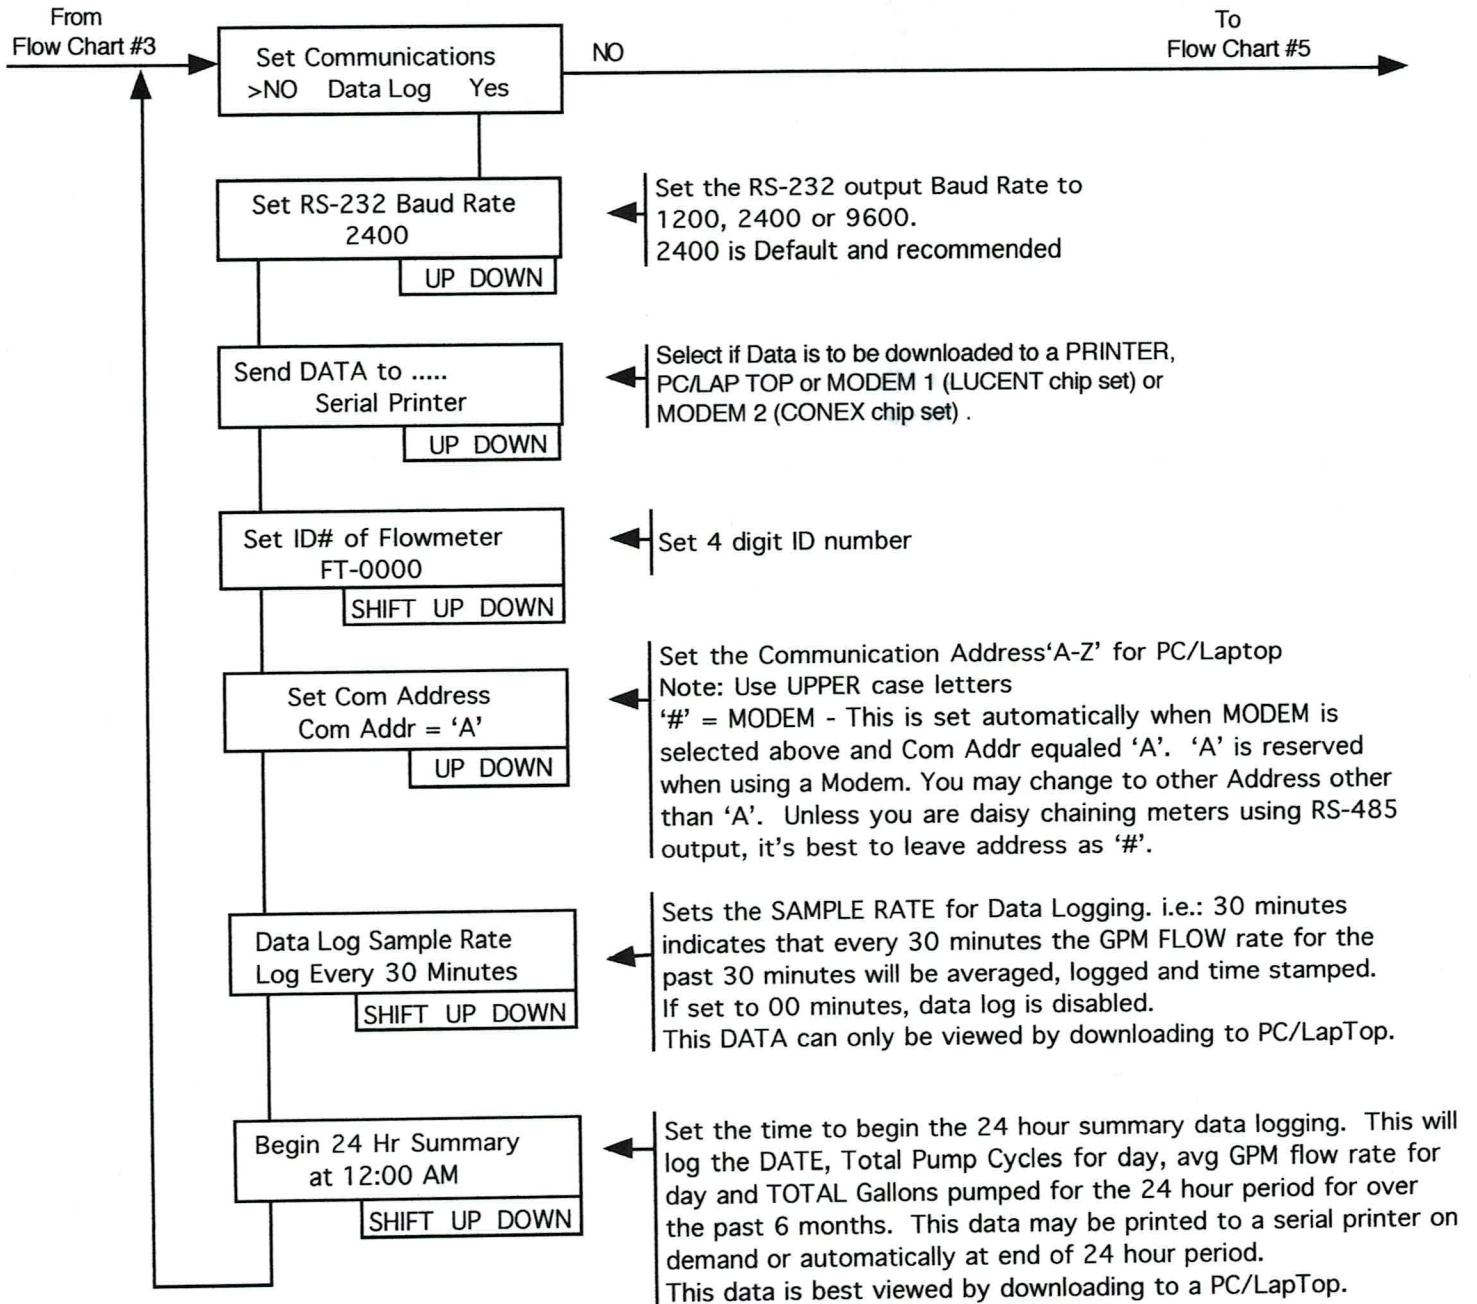 From
Flow Chart #3
To
Flow Chart #5
Set Communications
>NO Data Log Yes
NO
Set RS-232 Baud Rate
2400
UP DOWN
Set the RS-232 output Baud Rate to
1200, 2400 or 9600.
2400 is Default and recommended
Send DATA to .....
Serial Printer
UP DOWN
Select if Data is to be downloaded to a PRINTER,
PC/LAP TOP or MODEM 1 (LUCENT chip set) or
MODEM 2 (CONEX chip set) .
Set ID# of Flowmeter
FT-0000
SHIFT UP DOWN
Set 4 digit ID number
Set Com Address
Com Addr = ‘A’
UP DOWN
Set the Communication Address‘A-Z’ for PC/Laptop
Note: Use UPPER case letters
‘#’ = MODEM - This is set automatically when MODEM is
selected above and Com Addr equaled ‘A’. ‘A’ is reserved
when using a Modem. You may change to other Address other
than ‘A’. Unless you are daisy chaining meters using RS-485
output, it's best to leave address as ‘#’.
Data Log Sample Rate
Log Every 30 Minutes
SHIFT UP DOWN
Sets the SAMPLE RATE for Data Logging. i.e.: 30 minutes
indicates that every 30 minutes the GPM FLOW rate for the
past 30 minutes will be averaged, logged and time stamped.
If set to 00 minutes, data log is disabled.
This DATA can only be viewed by downloading to PC/LapTop.
Begin 24 Hr Summary
at 12:00 AM
SHIFT UP DOWN
Set the time to begin the 24 hour summary data logging. This will
log the DATE, Total Pump Cycles for day, avg GPM flow rate for
day and TOTAL Gallons pumped for the 24 hour period for over
the past 6 months. This data may be printed to a serial printer on
demand or automatically at end of 24 hour period.
This data is best viewed by downloading to a PC/LapTop.